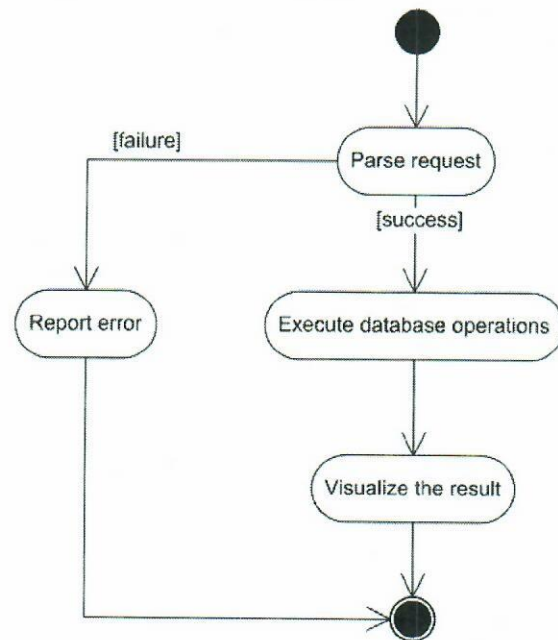 [failure]
Parse request
[success]
Report error
Execute database operations
Visualize the result